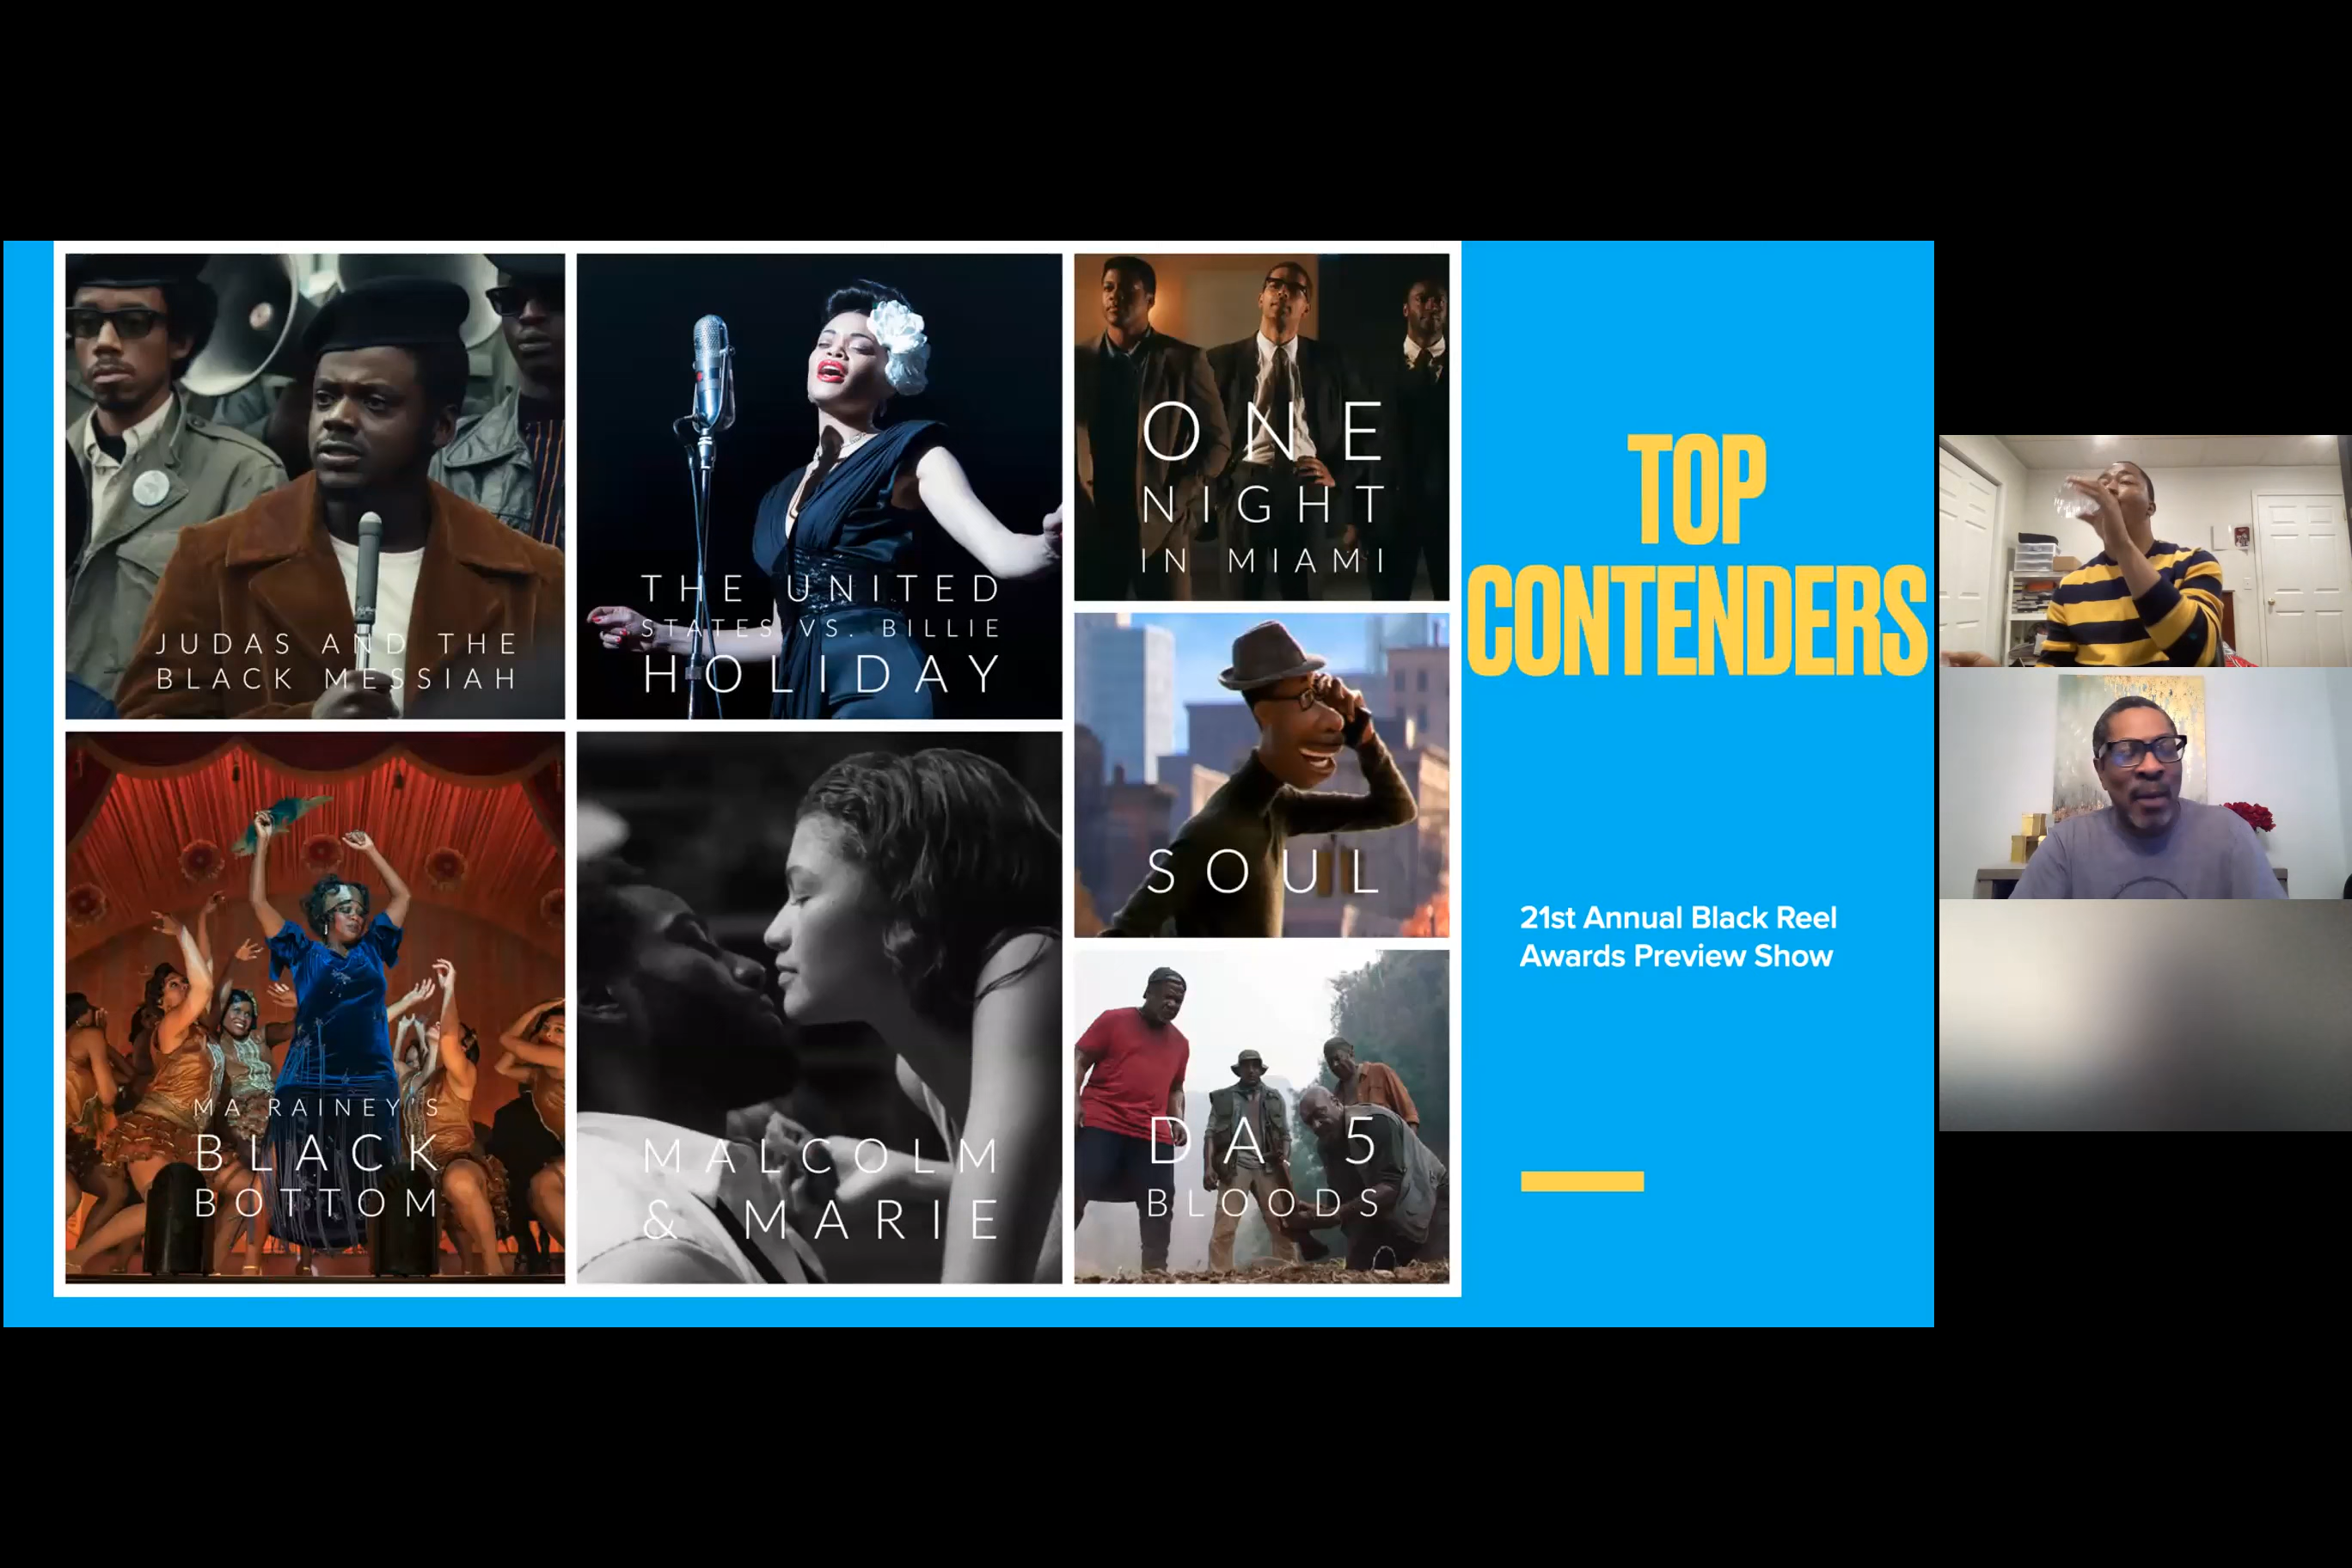 JUDAS AND THE
BLACK MESSIAH
THE UNITED
STATES VS. BILLIE
HOLIDAY
ONE
NIGHT
IN MIAMI
SOUL
MA RAINEY'S
BLACK
BOTTOM
MALCOLM
& MARIE
DA 5
BLOODS
TOP
CONTENDERS
21st Annual Black Reel
Awards Preview Show